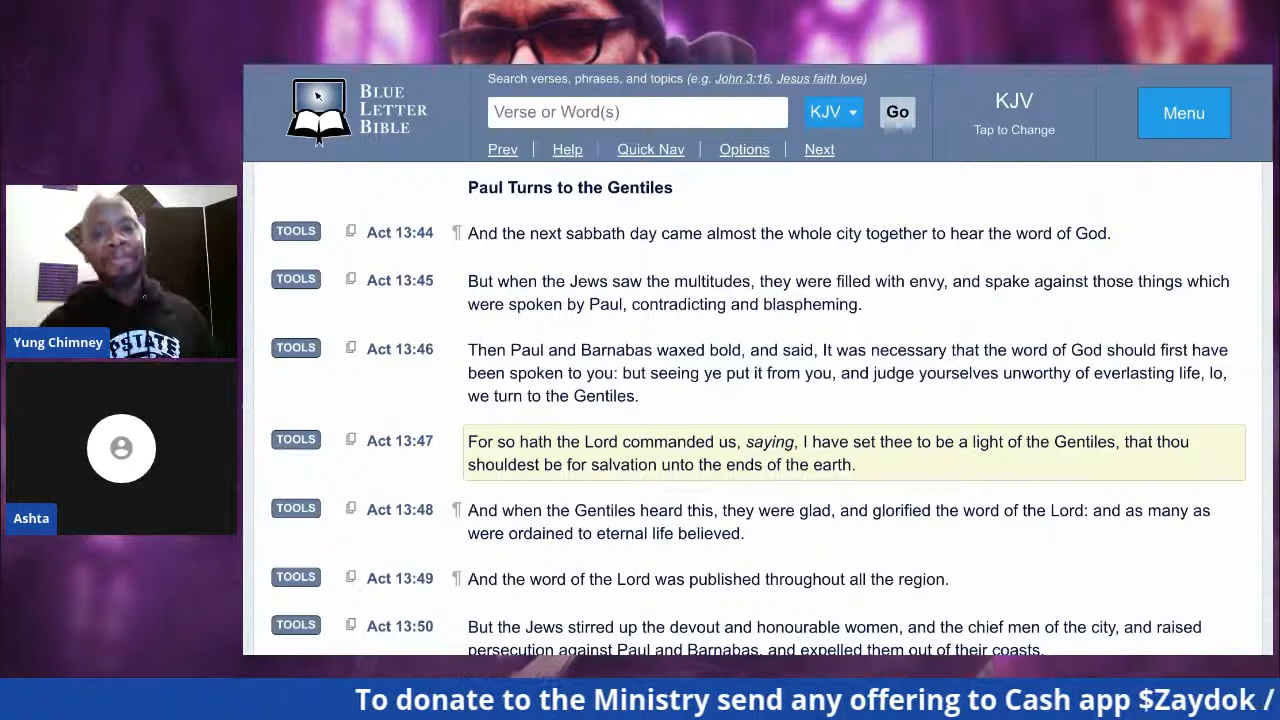 Search verses, phrases, and topics (e.g. John 3:16, Jesus faith love)
BLUE
LETTER
BIBLE
Verse or Word(s)
KJV
Go
KJV
Tap to Change
Menu
Prev
Help
Quick Nav
Options
Next
Paul Turns to the Gentiles
TOOLS Act 13:44 ¶ And the next sabbath day came almost the whole city together to hear the word of God.
TOOLS Act 13:45 But when the Jews saw the multitudes, they were filled with envy, and spake against those things which
were spoken by Paul, contradicting and blaspheming.
TOOLS Act 13:46 Then Paul and Barnabas waxed bold, and said, It was necessary that the word of God should first have
been spoken to you: but seeing ye put it from you, and judge yourselves unworthy of everlasting life, lo,
we turn to the Gentiles.
TOOLS Act 13:47 For so hath the Lord commanded us, saying, I have set thee to be a light of the Gentiles, that thou
shouldest be for salvation unto the ends of the earth.
TOOLS Act 13:48 ¶ And when the Gentiles heard this, they were glad, and glorified the word of the Lord: and as many as
were ordained to eternal life believed.
TOOLS Act 13:49 ¶ And the word of the Lord was published throughout all the region.
TOOLS Act 13:50 But the Jews stirred up the devout and honourable women, and the chief men of the city, and raised
persecution against Paul and Barnabas, and expelled them out of their coasts.
Yung Chimney
Ashta
To donate to the Ministry send any offering to Cash app $Zaydok /